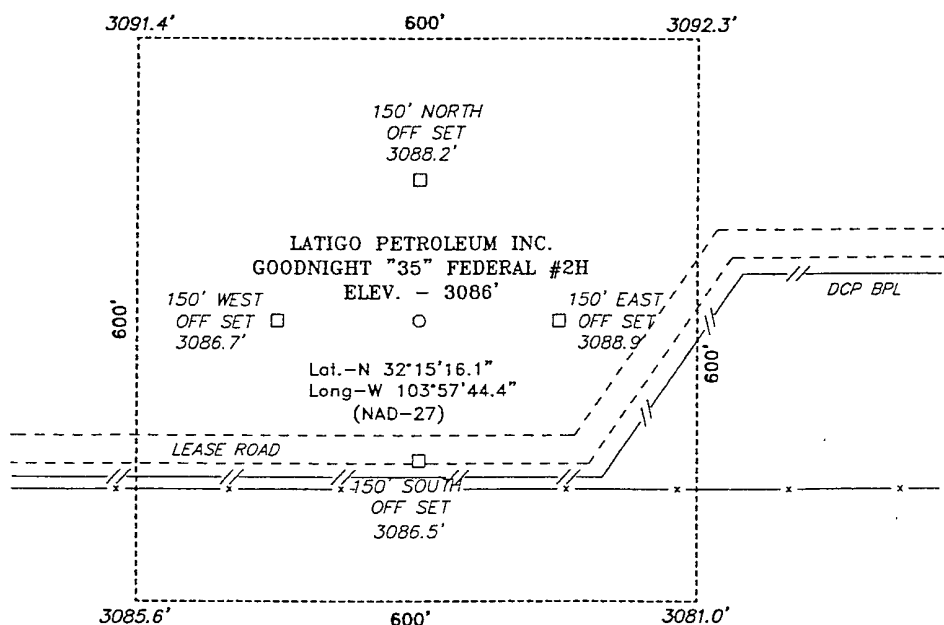 3091.4'
600'
3092.3'
150' NORTH
OFF SET
3088.2'
LATIGO PETROLEUM INC.
GOODNIGHT "35" FEDERAL #2H
ELEV. - 3086'
150' WEST
OFF SET
3086.7'
150' EAST
OFF SET
3088.9'
DCP BPL
600'
600'
Lat.-N 32°15'16.1"
Long-W 103°57'44.4"
(NAD-27)
LEASE ROAD
150' SOUTH
OFF SET
3086.5'
3085.6'
600'
3081.0'